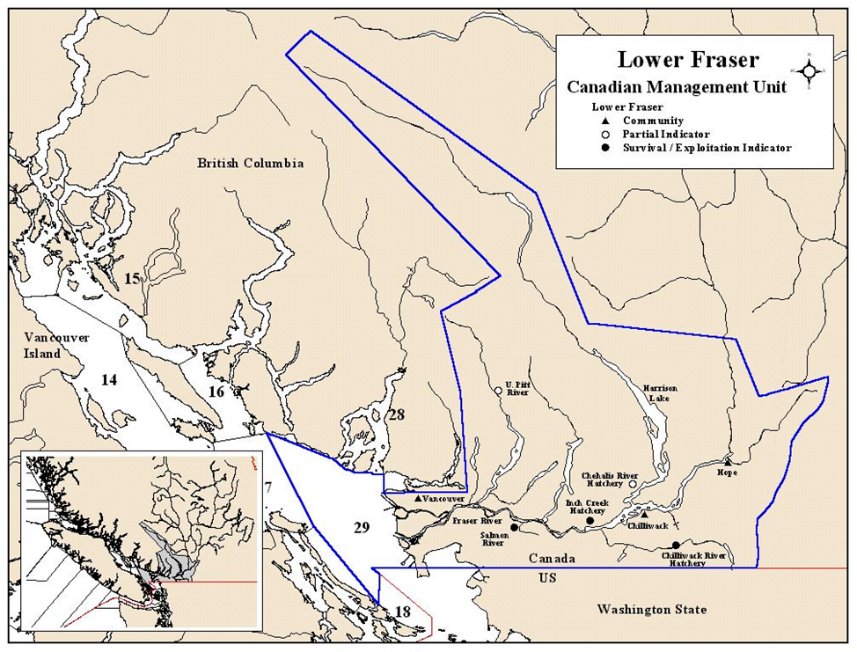 Lower Fraser
Canadian Management Unit
Lower Fraser
Community
Partial Indicator
Survival / Exploitation Indicator
British Columbia
15
Vancouver
Island
14
16
28
U. Pitt
River
Harrison
Lake
Chehalis River
Hatchery
Hope
Vancouver
Inch Creek
Hatchery
7
29
Fraser River
Salmon
River
Chilliwack
Chilliwack River
Hatchery
Canada
US
18
Washington State